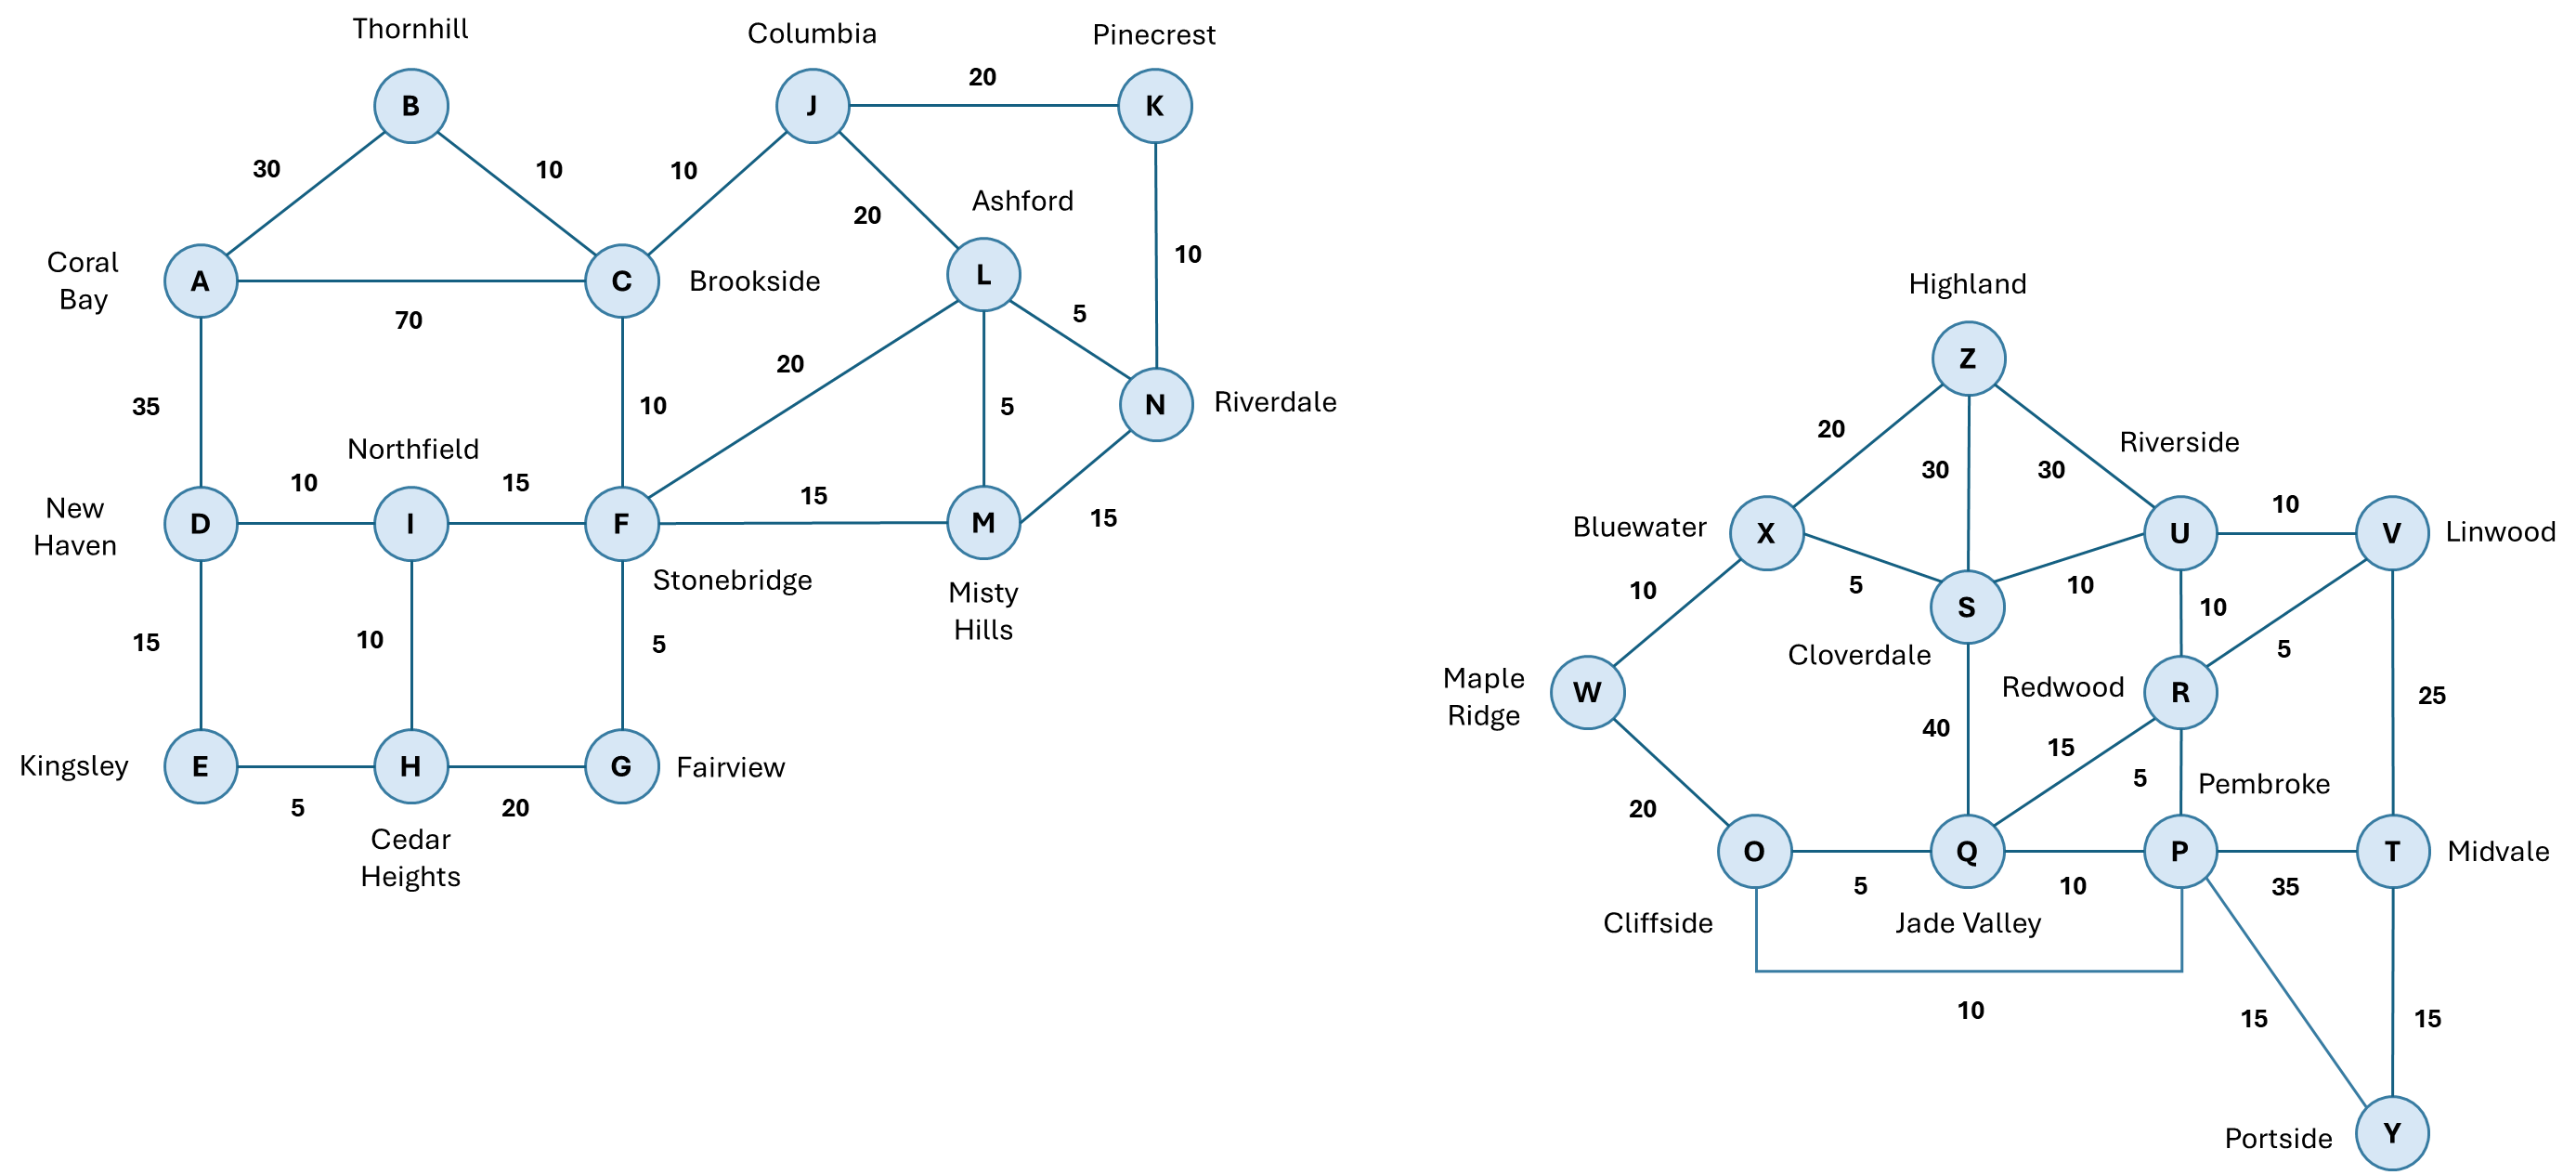 Thornhill
Columbia
Pinecrest
B
J
20
K
30
10
10
20
Ashford
Coral
Bay
A
C
Brookside
L
10
70
5
20
35
10
5
N
Riverdale
Northfield
10
15
15
New
Haven
D
I
F
M
15
Stonebridge
Misty
Hills
15
10
5
Kingsley
E
H
G
Fairview
5
20
Cedar
Heights
Highland
Z
20
30
30
Riverside
Bluewater
X
U
10
V
Linwood
10
5
S
10
10
Cloverdale
5
Maple
Ridge
W
Redwood
R
25
40
15
5
Pembroke
20
O
Q
P
T
Midvale
5
10
35
Cliffside
Jade Valley
10
15
15
Portside
Y